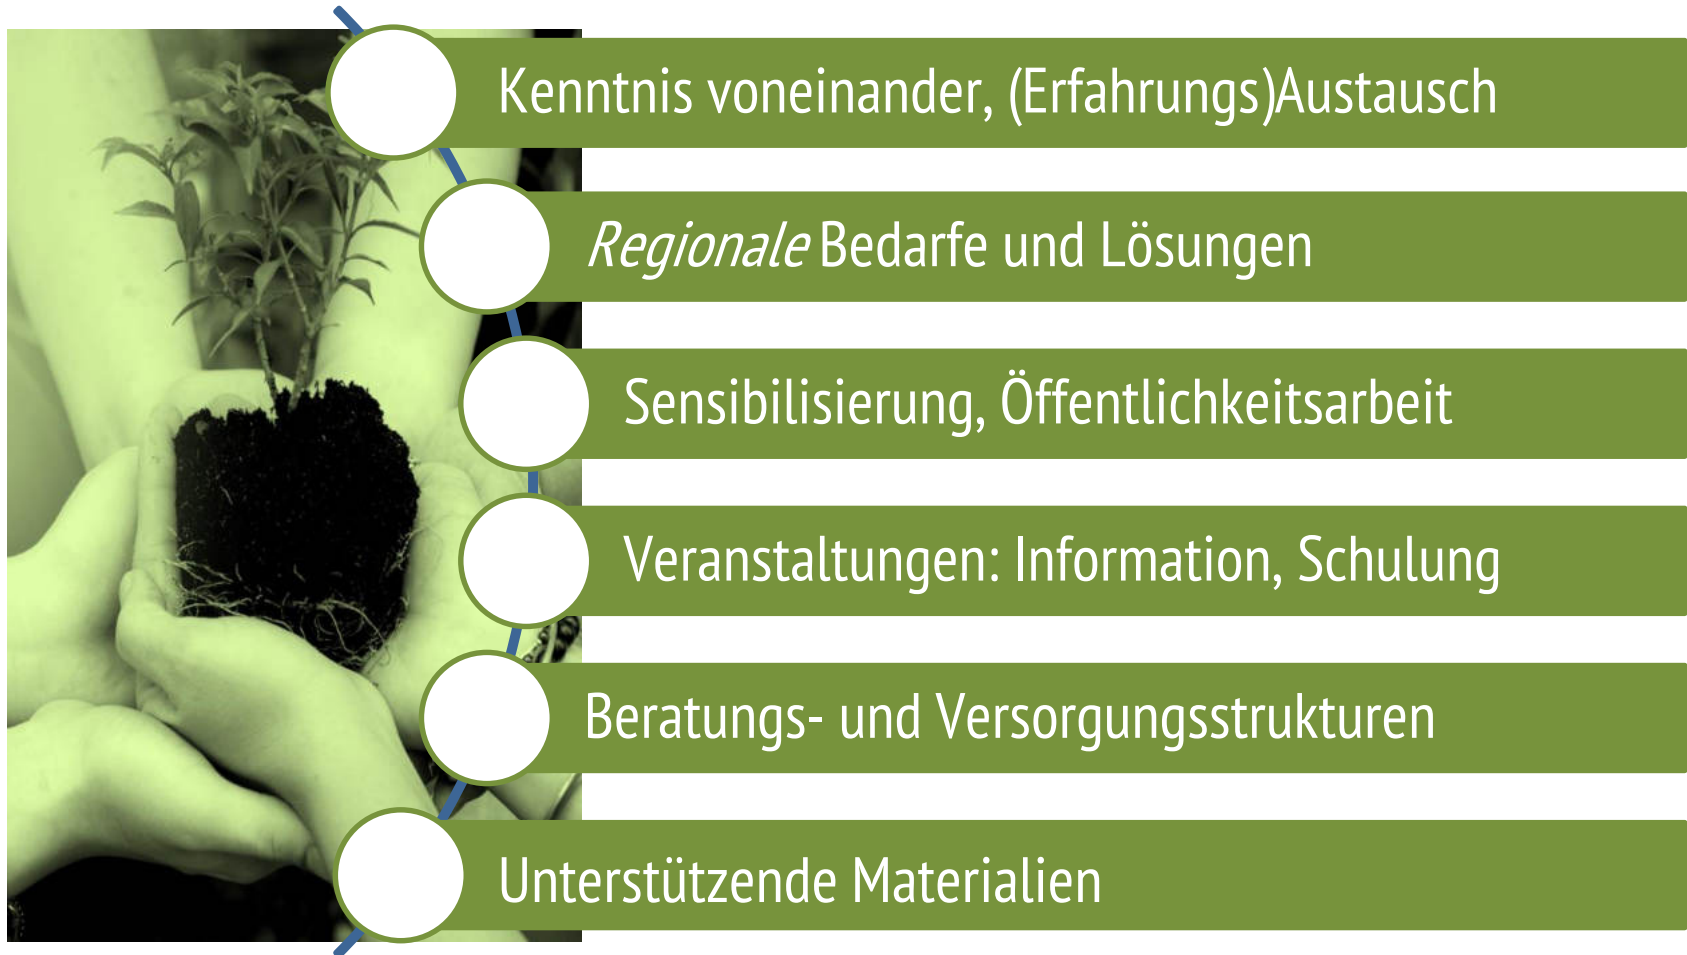 Kenntnis voneinander, (Erfahrungs)Austausch
Regionale Bedarfe und Lösungen
Sensibilisierung, Öffentlichkeitsarbeit
Veranstaltungen: Information, Schulung
Beratungs- und Versorgungsstrukturen
Unterstützende Materialien